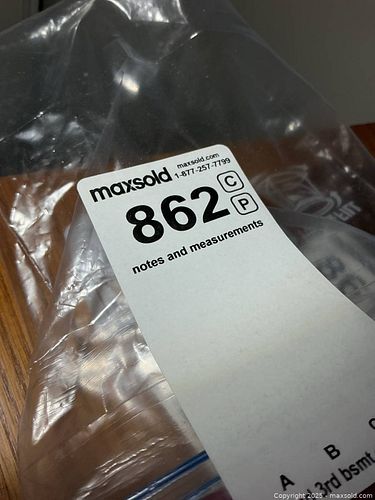 maxsold.com
maxsold 1-877-257-7799
862 C
P
notes and measurements
A B
3rd bsmt
Copyright 2025 - maxsold.com